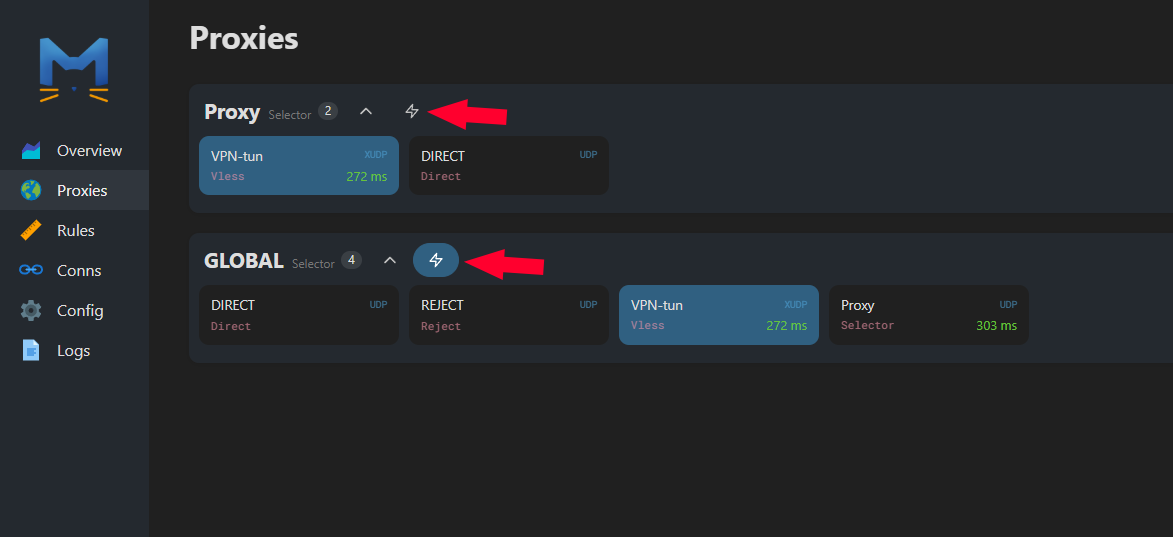 Proxies
Overview
Proxies
Rules
Conns
Config
Logs
Proxy Selector 2
VPN-tun XUDP
Vless 272 ms
DIRECT UDP
Direct
GLOBAL Selector 4
DIRECT UDP
Direct
REJECT UDP
Reject
VPN-tun XUDP
Vless 272 ms
Proxy UDP
Selector 303 ms